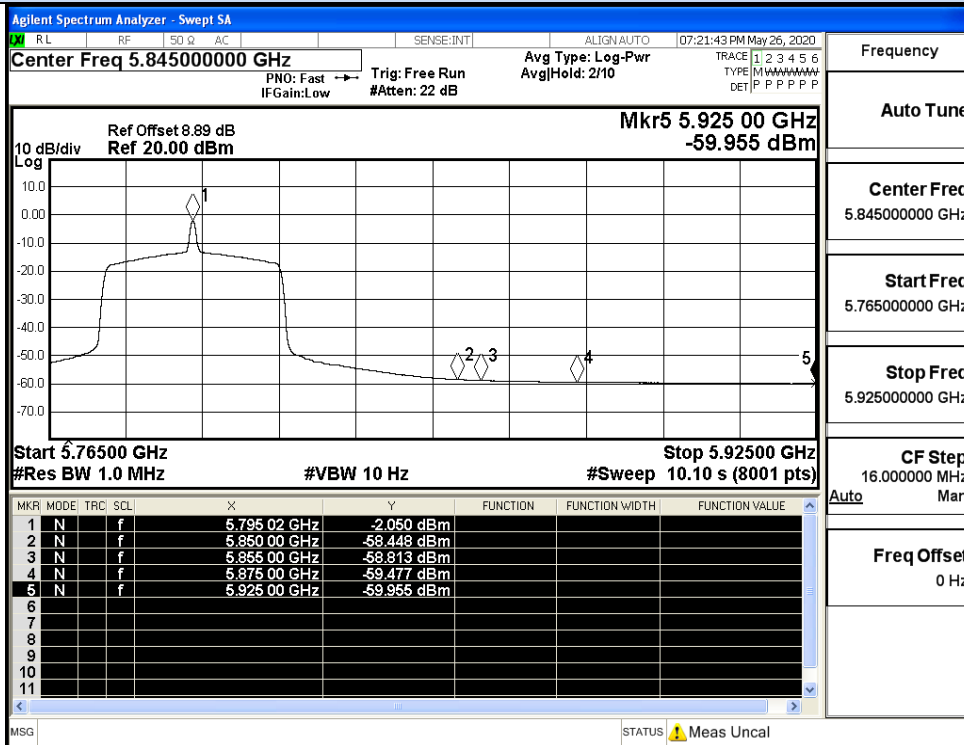 Agilent Spectrum Analyzer - Swept SA
LXI RL RF 50 Ω AC SENSE:INT ALIGN AUTO 07:21:43 PM May 26, 2020
Center Freq 5.845000000 GHz
PNO: Fast
IFGain:Low
Trig: Free Run
#Atten: 22 dB
Avg Type: Log-Pwr
Avg|Hold: 2/10
TRACE 1 2 3 4 5 6
TYPE M WWWWW
DET P P P P P P
Ref Offset 8.89 dB
10 dB/div Ref 20.00 dBm
Log
Mkr5 5.925 00 GHz
-59.955 dBm
10.0
0.00
-10.0
-20.0
-30.0
-40.0
-50.0
-60.0
-70.0
1
2
3
4
5
Start 5.76500 GHz Stop 5.92500 GHz
#Res BW 1.0 MHz #VBW 10 Hz #Sweep 10.10 s (8001 pts)
MKR MODE TRC SCL X Y FUNCTION FUNCTION WIDTH FUNCTION VALUE
1 N f 5.795 02 GHz -2.050 dBm
2 N f 5.850 00 GHz -58.448 dBm
3 N f 5.855 00 GHz -58.813 dBm
4 N f 5.875 00 GHz -59.477 dBm
5 N f 5.925 00 GHz -59.955 dBm
6
7
8
9
10
11
MSG STATUS Meas Uncal
Frequency
Auto Tune
Center Freq
5.845000000 GHz
Start Freq
5.765000000 GHz
Stop Freq
5.925000000 GHz
CF Step
16.000000 MHz
Auto Man
Freq Offset
0 Hz